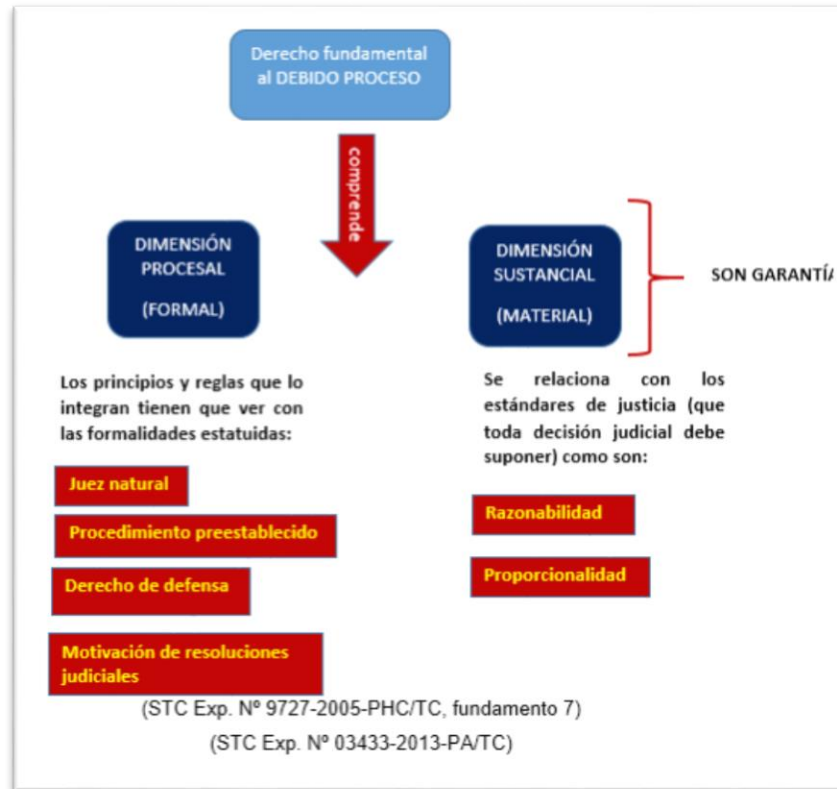 Derecho fundamental
al DEBIDO PROCESO
comprende
DIMENSIÓN
PROCESAL
(FORMAL)
Los principios y reglas que lo
integran tienen que ver con
las formalidades estatuidas:
Juez natural
Procedimiento preestablecido
Derecho de defensa
Motivación de resoluciones
judiciales
DIMENSIÓN
SUSTANCIAL
(MATERIAL)
SON GARANTÍA
Se relaciona con los
estándares de justicia (que
toda decisión judicial debe
suponer) como son:
Razonabilidad
Proporcionalidad
(STC Exp. Nº 9727-2005-PHC/TC, fundamento 7)
(STC Exp. Nº 03433-2013-PA/TC)